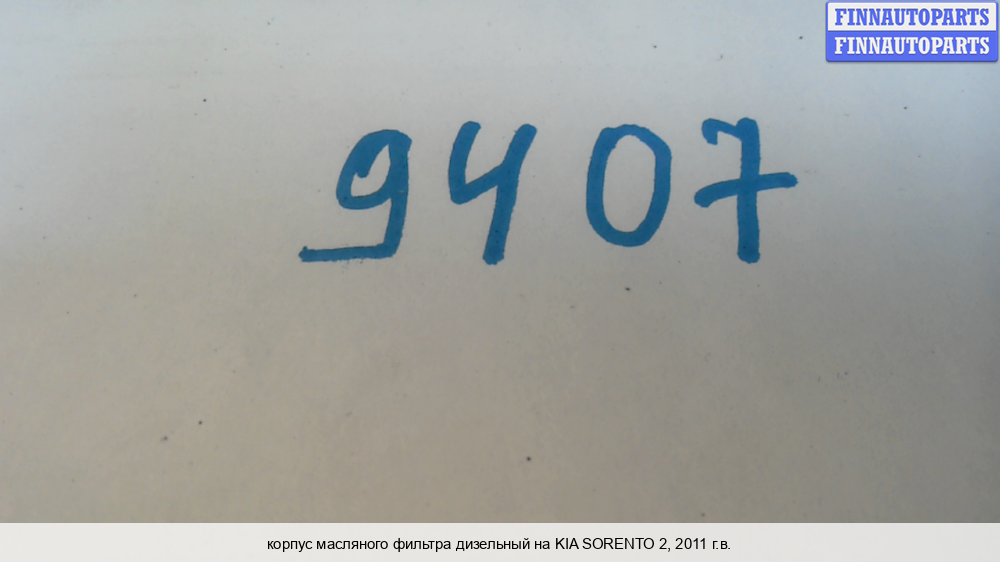 FINNAUTOPARTS
FINNAUTOPARTS
9407
корпус масляного фильтра дизельный на KIA SORENTO 2, 2011 г.в.